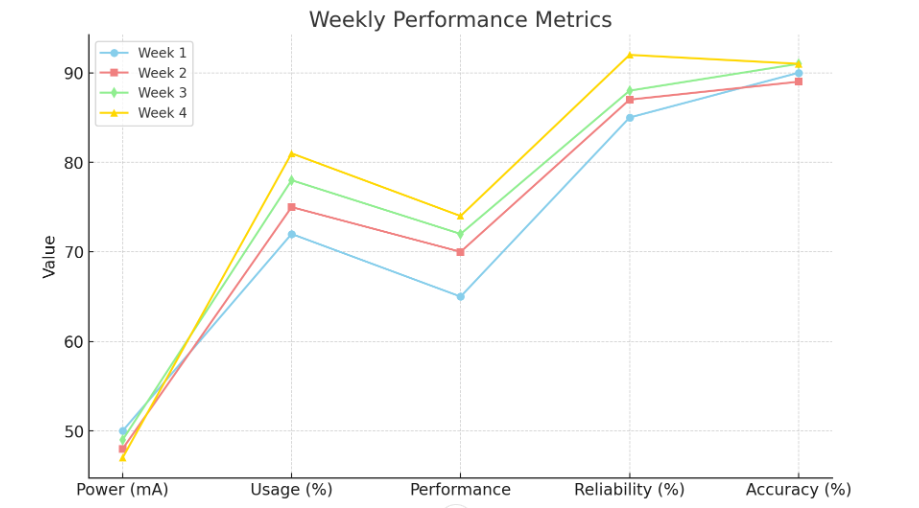 Weekly Performance Metrics
Week 1
Week 2
Week 3
Week 4
90
80
70
60
50
Value
Power (mA)
Usage (%)
Performance
Reliability (%)
Accuracy (%)